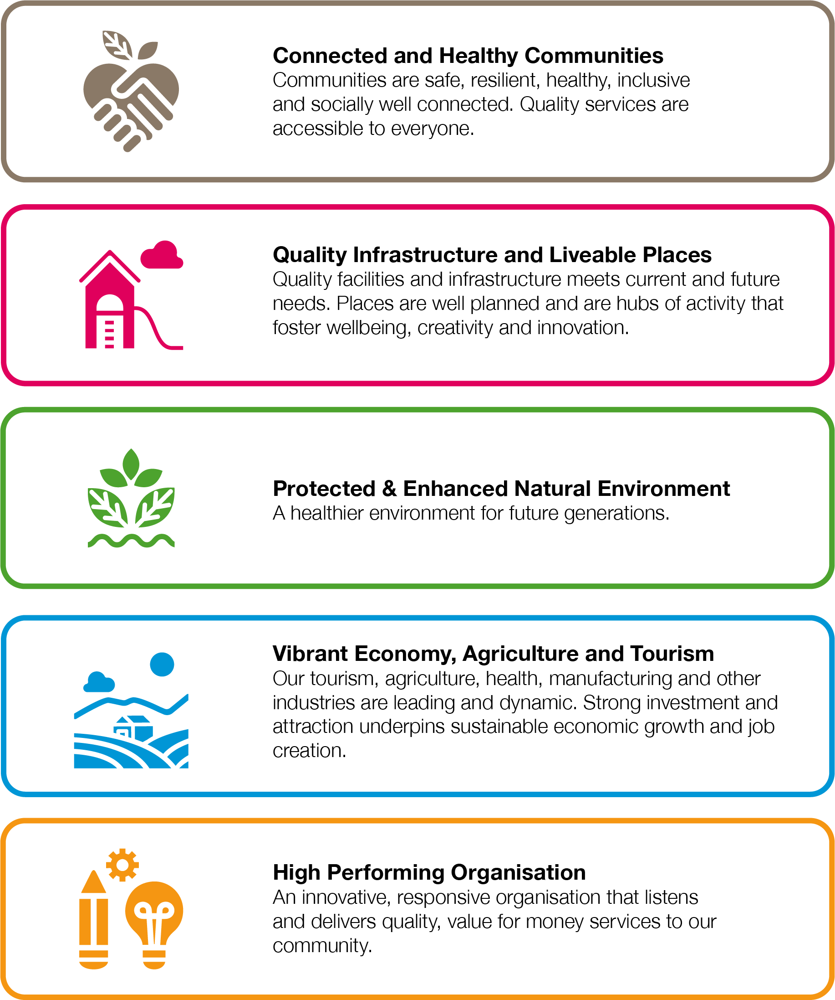 Connected and Healthy Communities
Communities are safe, resilient, healthy, inclusive
and socially well connected. Quality services are
accessible to everyone.
Quality Infrastructure and Liveable Places
Quality facilities and infrastructure meets current and future
needs. Places are well planned and are hubs of activity that
foster wellbeing, creativity and innovation.
Protected & Enhanced Natural Environment
A healthier environment for future generations.
Vibrant Economy, Agriculture and Tourism
Our tourism, agriculture, health, manufacturing and other
industries are leading and dynamic. Strong investment and
attraction underpins sustainable economic growth and job
creation.
High Performing Organisation
An innovative, responsive organisation that listens
and delivers quality, value for money services to our
community.